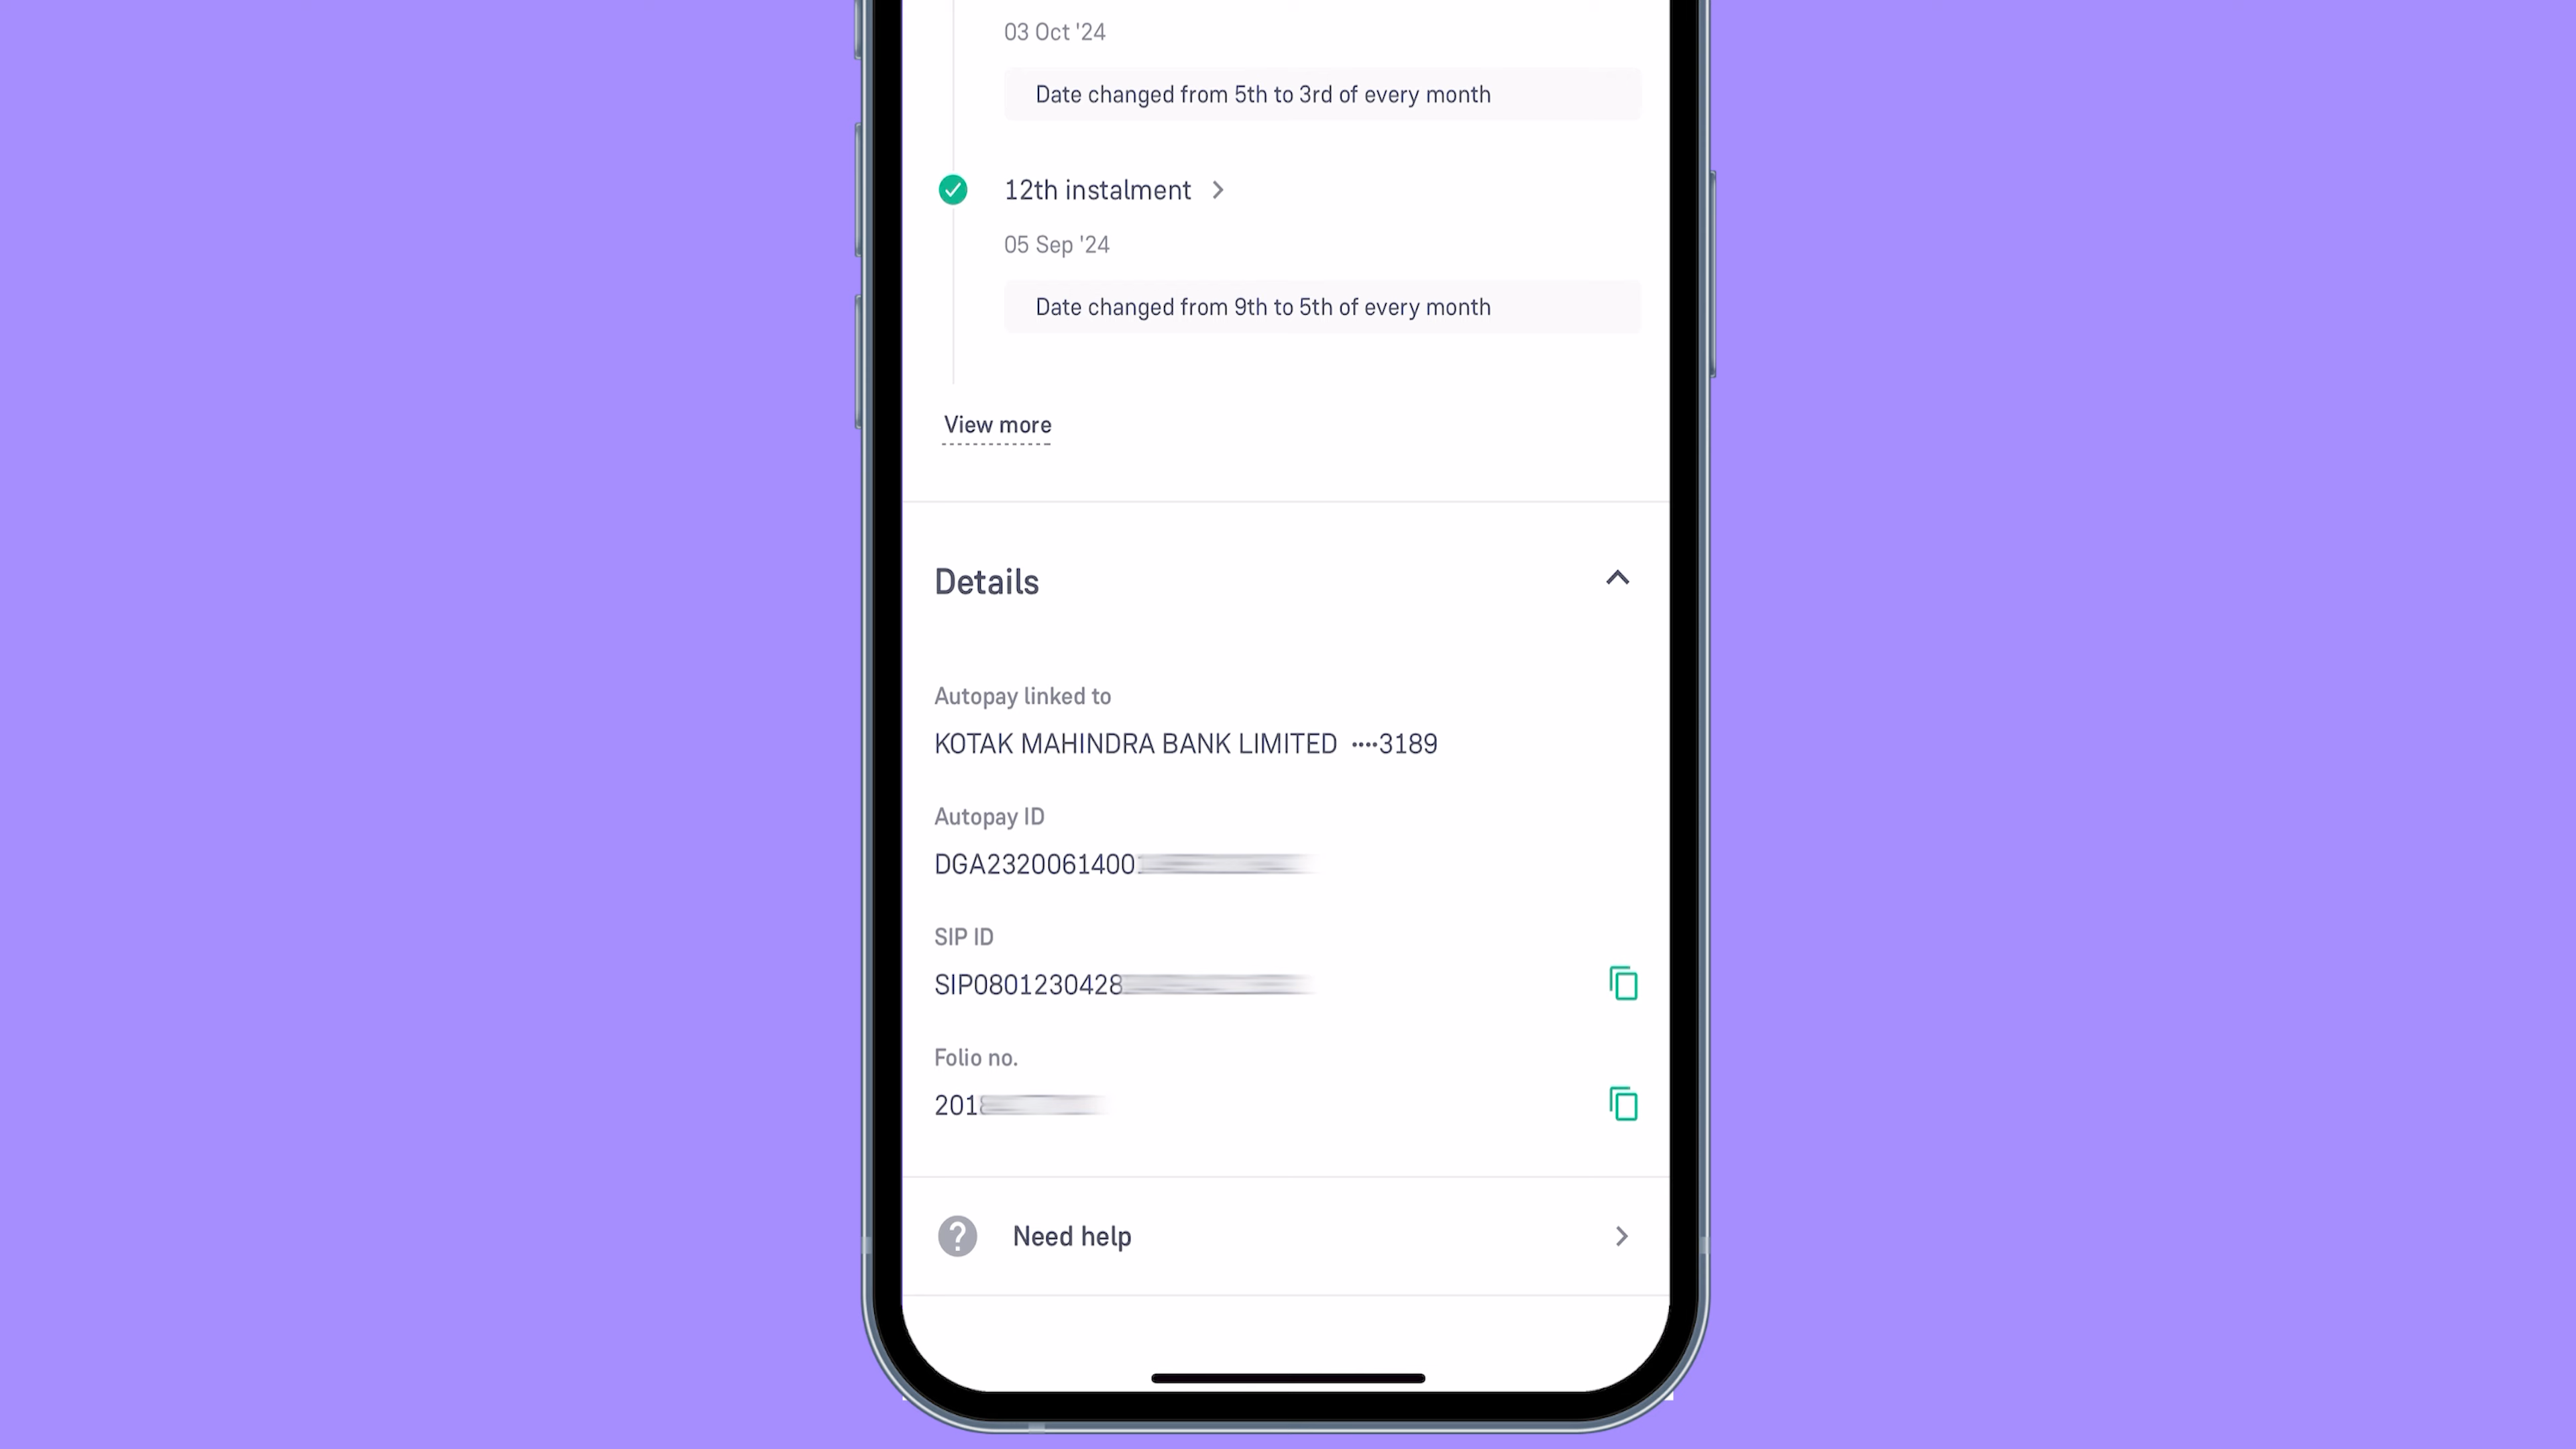 03 Oct '24
Date changed from 5th to 3rd of every month
12th instalment
05 Sep '24
Date changed from 9th to 5th of every month
View more
Details
Autopay linked to
KOTAK MAHINDRA BANK LIMITED ····3189
Autopay ID
DGA2320061400
SIP ID
SIP0801230428
Folio no.
201
Need help